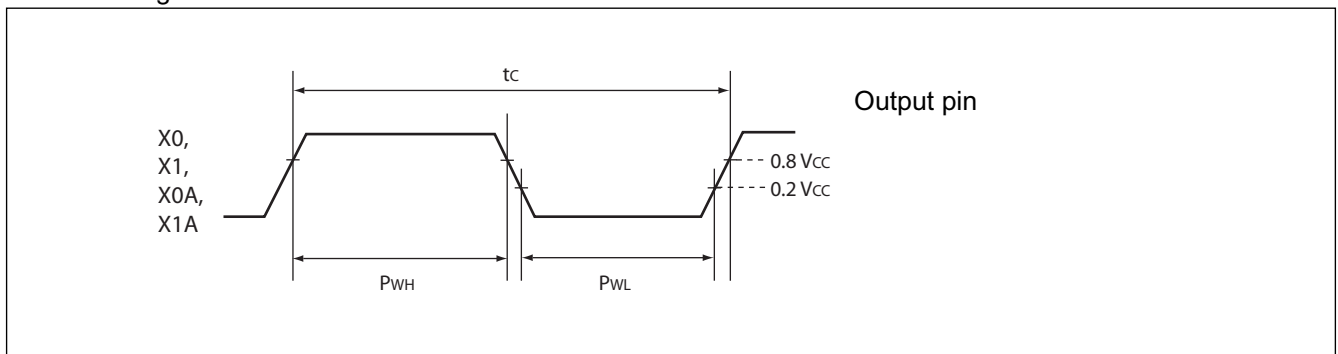 g
tC
Output pin
X0,
X1,
X0A,
X1A
0.8 VCC
0.2 VCC
PWH
PWL